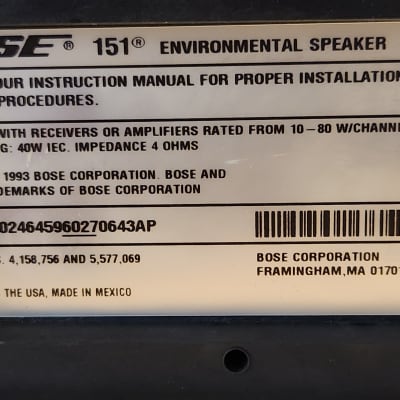 SE® 151® ENVIRONMENTAL SPEAKER
OUR INSTRUCTION MANUAL FOR PROPER INSTALLATION
PROCEDURES.
WITH RECEIVERS OR AMPLIFIERS RATED FROM 10–80 W/CHANN
G: 40W IEC. IMPEDANCE 4 OHMS
1993 BOSE CORPORATION. BOSE AND
DEMARKS OF BOSE CORPORATION
024645960270643AP
S. 4,158,756 AND 5,577,069
BOSE CORPORATION
FRAMINGHAM,MA 01701
THE USA, MADE IN MEXICO